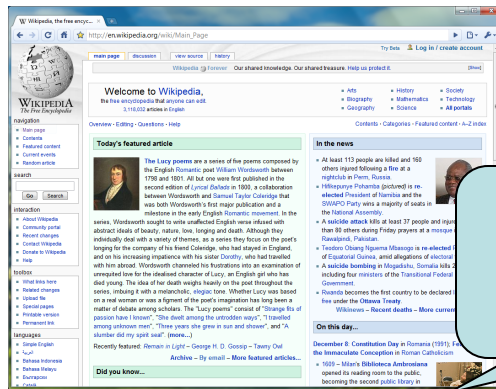 Wikipedia, the free encyc...
http://en.wikipedia.org/wiki/Main_Page
Try Beta Log in / create account
main page discussion view source history
Wikipedia Forever Our shared knowledge. Our shared treasure. Help us protect it. [Show]
WIKIPEDIA
The Free Encyclopedia
navigation
Main page
Contents
Featured content
Current events
Random article
search
Go Search
interaction
About Wikipedia
Community portal
Recent changes
Contact Wikipedia
Donate to Wikipedia
Help
toolbox
What links here
Related changes
Upload file
Special pages
Printable version
Permanent link
languages
Simple English
العربية
Bahasa Indonesia
Bahasa Melayu
Български
Català
Welcome to Wikipedia,
the free encyclopedia that anyone can edit.
3,118,032 articles in English
Arts
Biography
Geography
History
Mathematics
Science
Society
Technology
All portals
Overview · Editing · Questions · Help
Contents · Categories · Featured content · A–Z index
Today's featured article
The Lucy poems are a series of five poems composed by
the English Romantic poet William Wordsworth between
1798 and 1801. All but one were first published in the
second edition of Lyrical Ballads in 1800, a collaboration
between Wordsworth and Samuel Taylor Coleridge that
was both Wordsworth's first major publication and a
milestone in the early English Romantic movement. In the
series, Wordsworth sought to write unaffected English verse infused with
abstract ideals of beauty, nature, love, longing and death. Although they
individually deal with a variety of themes, as a series they focus on the poet's
longing for the company of his friend Coleridge, who had stayed in England,
and on his increasing impatience with his sister Dorothy, who had travelled
with him abroad. Wordsworth channeled his frustrations into an examination of
unrequited love for the idealised character of Lucy, an English girl who has
died young. The idea of her death weighs heavily on the poet throughout the
series, imbuing it with a melancholic, elegiac tone. Whether Lucy was based
on a real woman or was a figment of the poet's imagination has long been a
matter of debate among scholars. The "Lucy poems" consist of "Strange fits of
passion have I known", "She dwelt among the untrodden ways", "I travelled
among unknown men", "Three years she grew in sun and shower", and "A
slumber did my spirit seal". (more...)
Recently featured: Remain in Light – George H. D. Gossip – Tawny Owl
Archive – By email – More featured articles...
Did you know...
In the news
At least 113 people are killed and 160
others injured following a fire at a
nightclub in Perm, Russia.
Hifikepunye Pohamba (pictured) is re-
elected President of Namibia and the
SWAPO Party wins a majority of seats in
the National Assembly.
A suicide attack kills at least 37 people and injures
than 80 others during Friday prayers at a mosque
Rawalpindi, Pakistan.
Teodoro Obiang Nguema Mbasogo is re-elected
of Equatorial Guinea, amid allegations of electoral
A suicide bombing in Mogadishu, Somalia kills
including four ministers of the Transitional Federal
Government.
Rwanda becomes the first country to be declared
free under the Ottawa Treaty.
Wikinews – Recent deaths – More current
On this day...
December 8: Constitution Day in Romania (1991);
the Immaculate Conception in Roman Catholicism
1609 – Milan's Biblioteca Ambrosiana
opened its reading room to the public,
becoming the second public library in